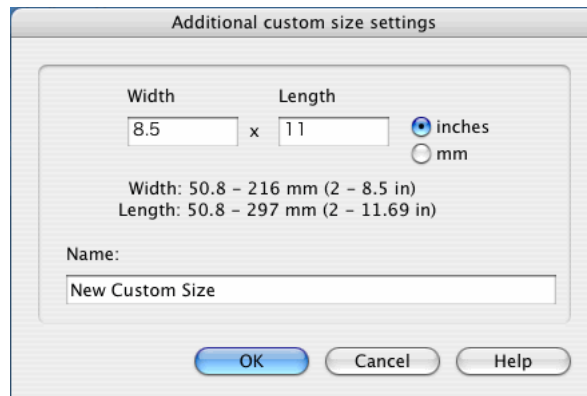 Additional custom size settings
Width Length
8.5 x 11 inches
mm
Width: 50.8 – 216 mm (2 – 8.5 in)
Length: 50.8 – 297 mm (2 – 11.69 in)
Name:
New Custom Size
OK Cancel Help